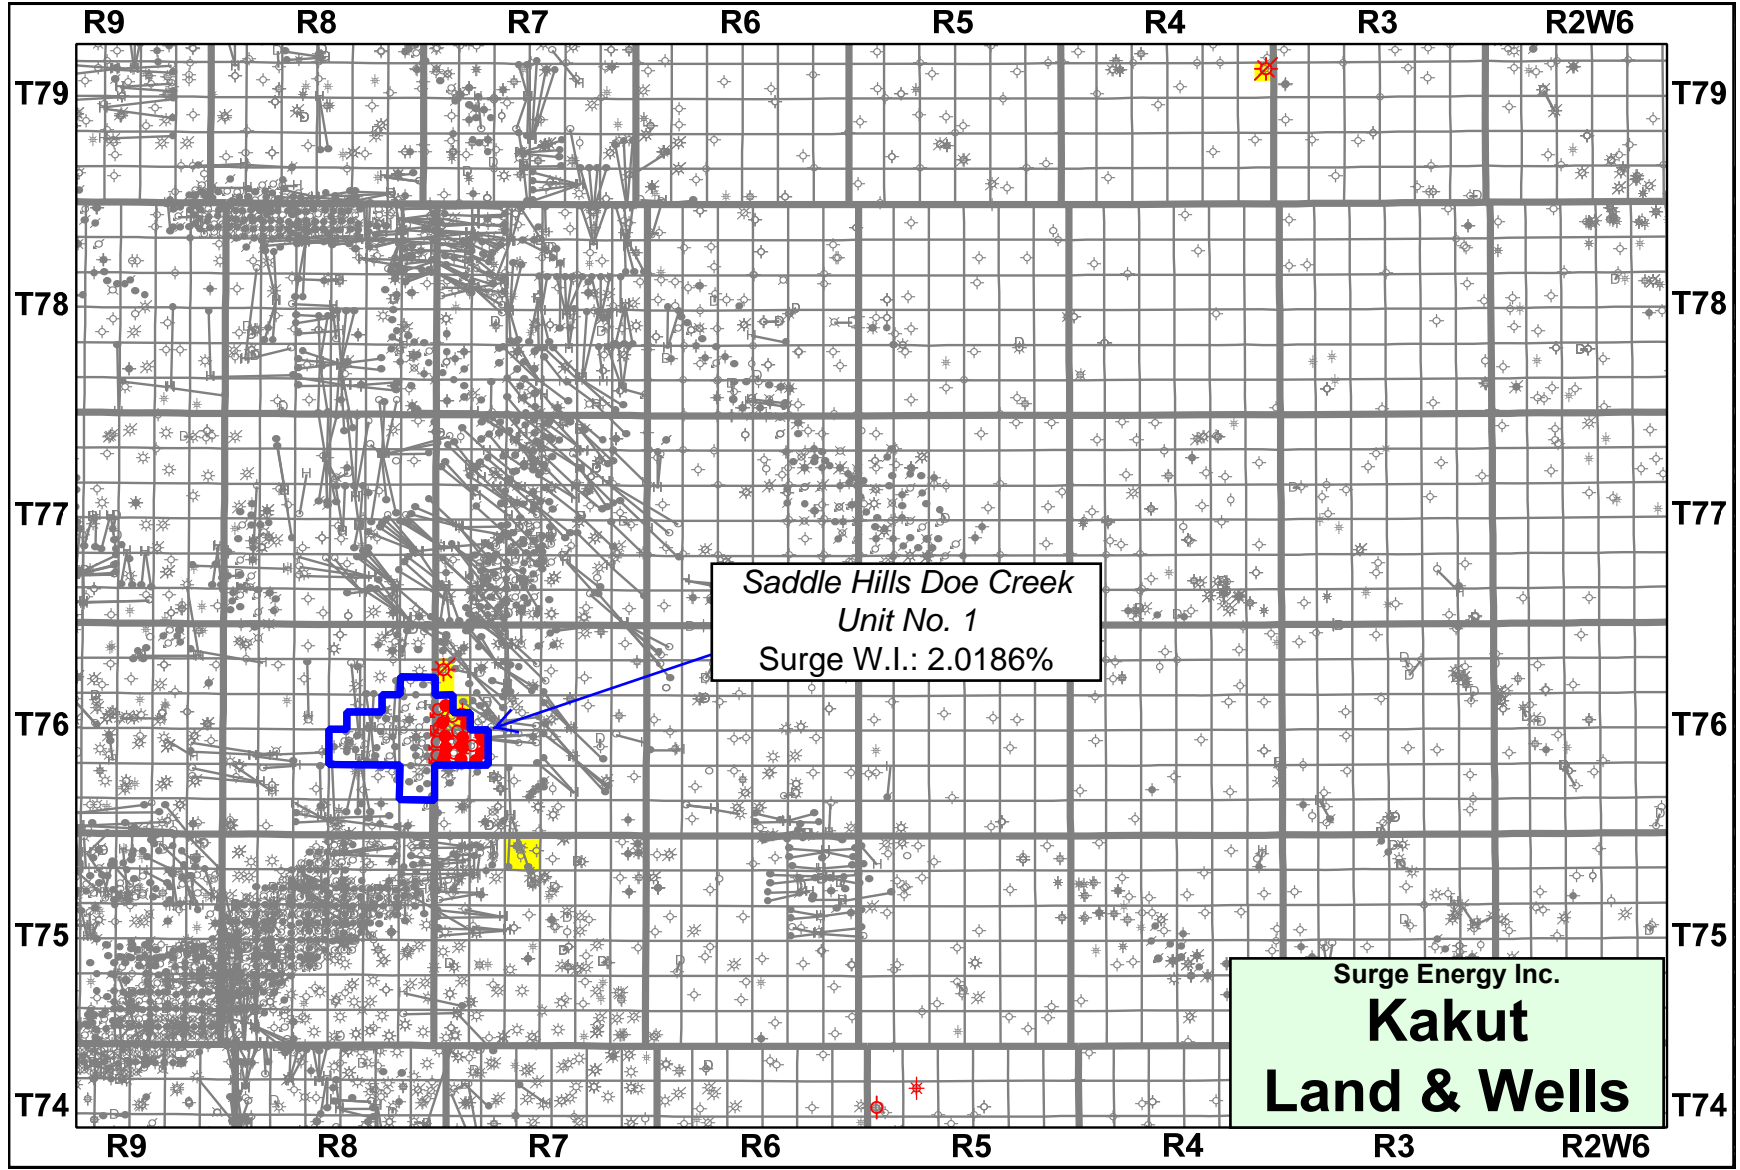 R9 R8 R7 R6 R5 R4 R3 R2W6
T79 T79
T78 T78
T77 T77
Saddle Hills Doe Creek
Unit No. 1
Surge W.I.: 2.0186%
T76 T76
T75 T75
Surge Energy Inc.
Kakut
Land & Wells
T74 T74
R9 R8 R7 R6 R5 R4 R3 R2W6